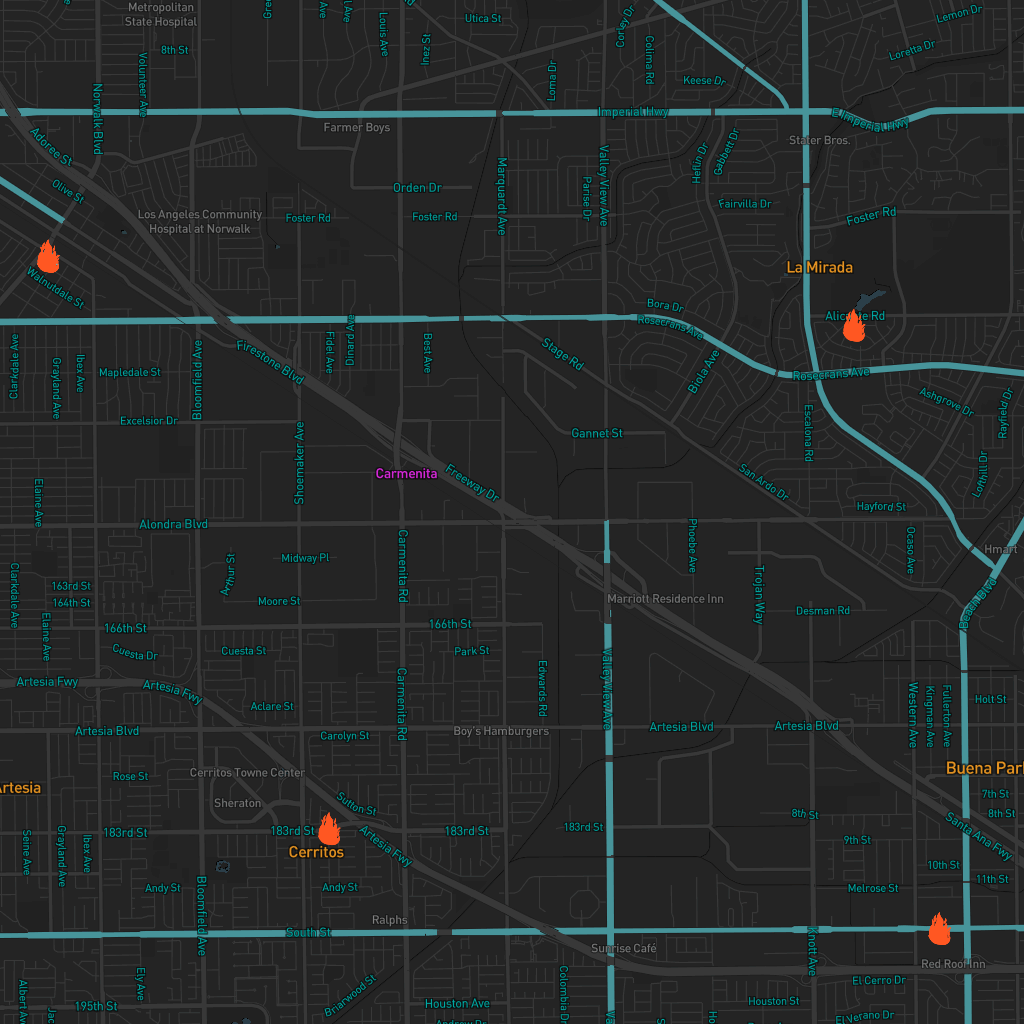 Metropolitan
State Hospital
Louis Ave
Utica St
Inez St
Corley Dr
Colima Rd
Lemon Dr
Loretta Dr
8th St
Volunteer Ave
Norwalk Blvd
Loma Dr
Keese Dr
Imperial Hwy
E Imperial Hwy
Farmer Boys
Stater Bros.
Adoree St
Marquardt Ave
Valley View Ave
Gabbett Dr
Olive St
Orden Dr
Parise Dr
Fairvilla Dr
Los Angeles Community
Hospital at Norwalk
Foster Rd
Foster Rd
Foster Rd
La Mirada
Walnutdale St
Bora Dr
Rosecrans Ave
Clarkdale Ave
Grayland Ave
Ibex Ave
Mapledale St
Bloomfield Ave
Firestone Blvd
Fidel Ave
Dinard Ave
Best Ave
Stage Rd
Biola Ave
Rosecrans Ave
Ashgrove Dr
Rayfield Dr
Excelsior Dr
Shoemaker Ave
Gannet St
Escalona Rd
Carmenita
Freeway Dr
San Ardo Dr
Lofthill Dr
Elaine Ave
Hayford St
Alondra Blvd
Carmenita Rd
Phoebe Ave
Ocaso Ave
Hmart
Midway Pl
Clarkdale Ave
163rd St
164th St
Arthur St
Moore St
Trojan Way
Marriott Residence Inn
Desman Rd
Beach Blvd
Elaine Ave
166th St
166th St
Cuesta Dr
Cuesta St
Park St
Artesia Fwy
Artesia Fwy
Carmenita Rd
Edwards Rd
Valley View Ave
Western Ave
Kingman Ave
Fullerton Ave
Holt St
Aclare St
Artesia Blvd
Carolyn St
Boy's Hamburgers
Artesia Blvd
Artesia Blvd
Rose St
Cerritos Towne Center
Buena Park
Artesia
Sheraton
Sutton St
7th St
8th St
8th St
Seine Ave
Grayland Ave
Ibex Ave
183rd St
183rd St
183rd St
183rd St
Santa Ana Fwy
Cerritos
Artesia Fwy
9th St
10th St
11th St
Andy St
Andy St
Melrose St
Bloomfield Ave
Ralphs
South St
Sunrise Café
Knott Ave
Red Roof Inn
Albert Ave
Ely Ave
195th St
Briarwood St
Houston Ave
Columbia Dr
Houston St
El Cerro Dr